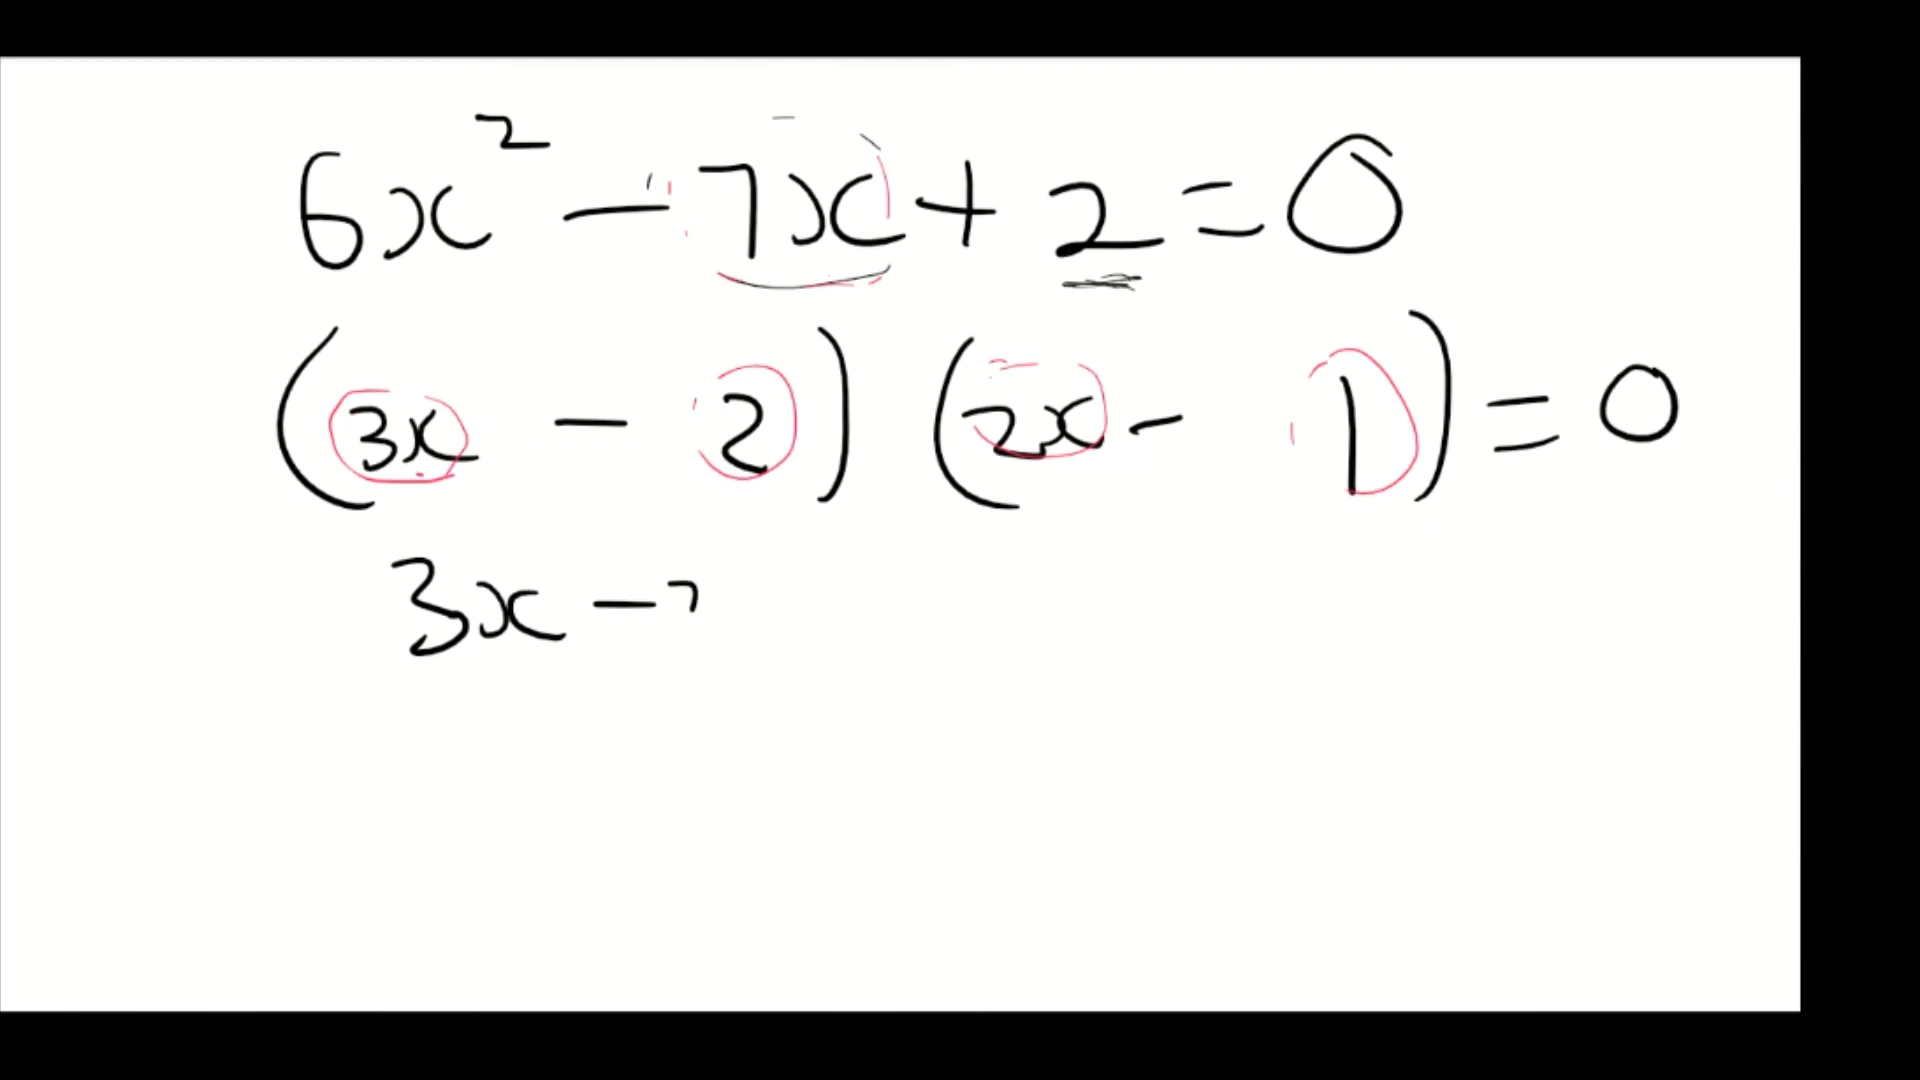 6x² - 7x + 2 = 0
(3x - 2) (2x - 1) = 0
3x -